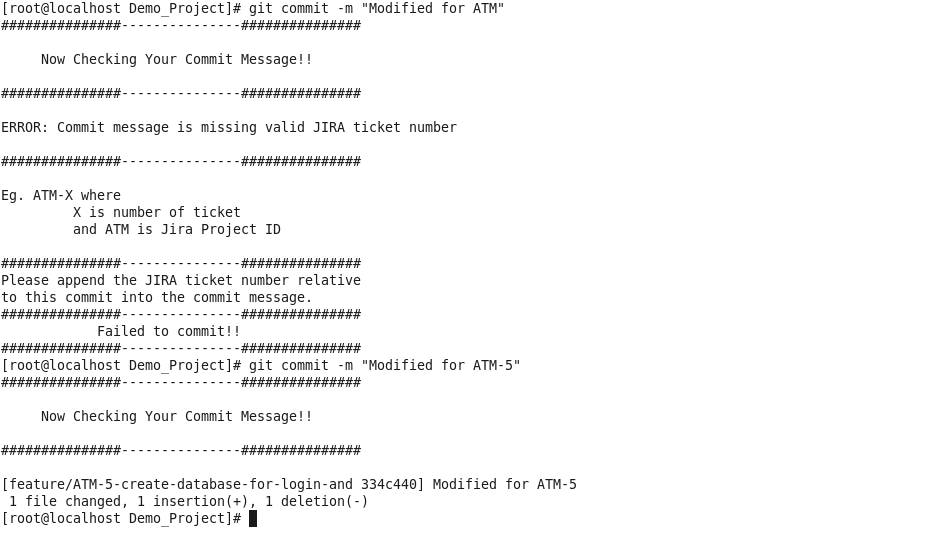 [root@localhost Demo_Project]# git commit -m "Modified for ATM"
###############---------------###############
Now Checking Your Commit Message!!
###############---------------###############
ERROR: Commit message is missing valid JIRA ticket number
###############---------------###############
Eg. ATM-X where
X is number of ticket
and ATM is Jira Project ID
###############---------------###############
Please append the JIRA ticket number relative
to this commit into the commit message.
###############---------------###############
Failed to commit!!
###############---------------###############
[root@localhost Demo_Project]# git commit -m "Modified for ATM-5"
###############---------------###############
Now Checking Your Commit Message!!
###############---------------###############
[feature/ATM-5-create-database-for-login-and 334c440] Modified for ATM-5
1 file changed, 1 insertion(+), 1 deletion(-)
[root@localhost Demo_Project]#